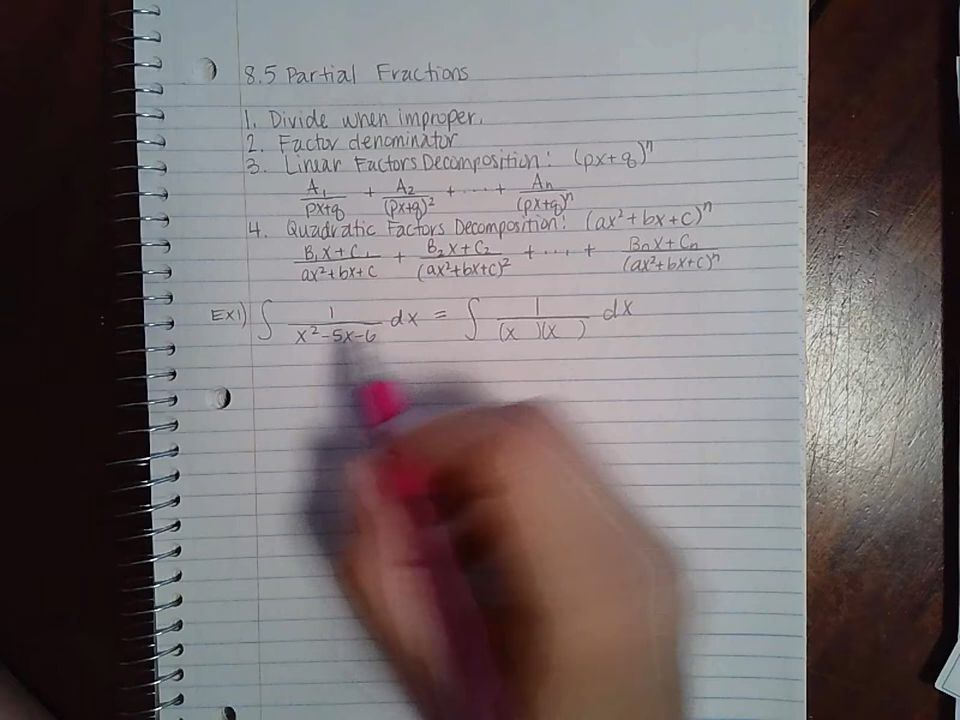 8.5 Partial Fractions
1. Divide when improper.
2. Factor denominator
3. Linear Factors Decomposition: (px+q)^n
A₁/(px+q) + A₂/(px+q)² + ⋯ + Aₙ/(px+q)^n
4. Quadratic Factors Decomposition: (ax²+bx+c)^n
(B₁x+C₁)/(ax²+bx+c) + (B₂x+C₂)/(ax²+bx+c)² + ⋯ + (Bₙx+Cₙ)/(ax²+bx+c)^n
EX1) ∫ 1/(x²-5x-6) dx = ∫ 1/((x )(x )) dx